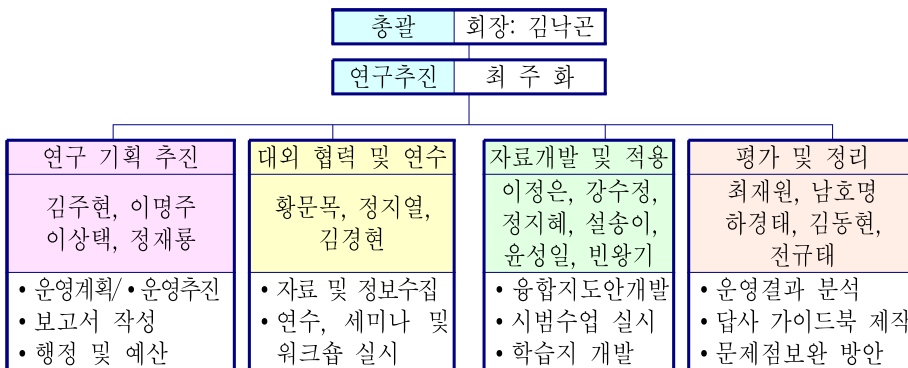 총괄 회장: 김낙곤
연구추진 최 주 화
연구 기획 추진
김주현, 이명주
이상택, 정재룡
• 운영계획/ • 운영추진
• 보고서 작성
• 행정 및 예산
대외 협력 및 연수
황문목, 정지열,
김경현
• 자료 및 정보수집
• 연수, 세미나 및
워크숍 실시
자료개발 및 적용
이정은, 강수정,
정지혜, 설송이,
윤성일, 빈왕기
• 융합지도안개발
• 시범수업 실시
• 학습지 개발
평가 및 정리
최재원, 남호명
하경태, 김동현,
전규태
• 운영결과 분석
• 답사 가이드북 제작
• 문제점보완 방안